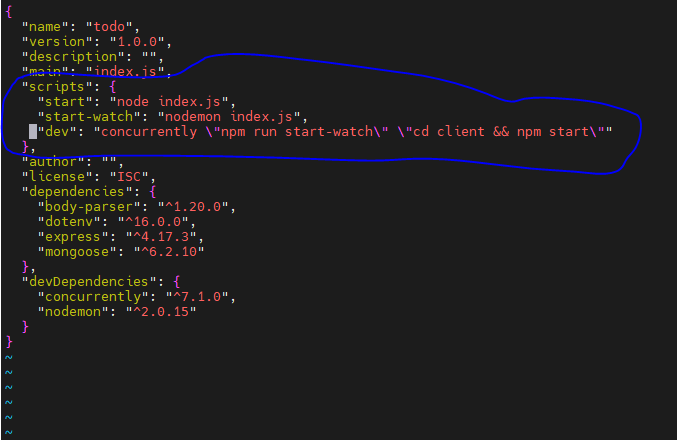 {
  "name": "todo",
  "version": "1.0.0",
  "description": "",
  "main": "index.js",
  "scripts": {
    "start": "node index.js",
    "start-watch": "nodemon index.js",
    "dev": "concurrently \"npm run start-watch\" \"cd client && npm start\""
  },
  "author": "",
  "license": "ISC",
  "dependencies": {
    "body-parser": "^1.20.0",
    "dotenv": "^16.0.0",
    "express": "^4.17.3",
    "mongoose": "^6.2.10"
  },
  "devDependencies": {
    "concurrently": "^7.1.0",
    "nodemon": "^2.0.15"
  }
}
~
~
~
~
~
~